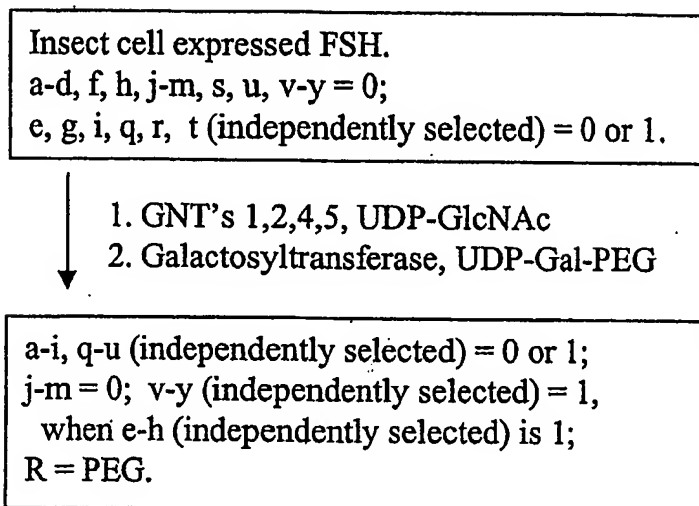 Insect cell expressed FSH.
a-d, f, h, j-m, s, u, v-y = 0;
e, g, i, q, r, t (independently selected) = 0 or 1.
1. GNT's 1,2,4,5, UDP-GlcNAc
2. Galactosyltransferase, UDP-Gal-PEG
a-i, q-u (independently selected) = 0 or 1;
j-m = 0; v-y (independently selected) = 1,
when e-h (independently selected) is 1;
R = PEG.